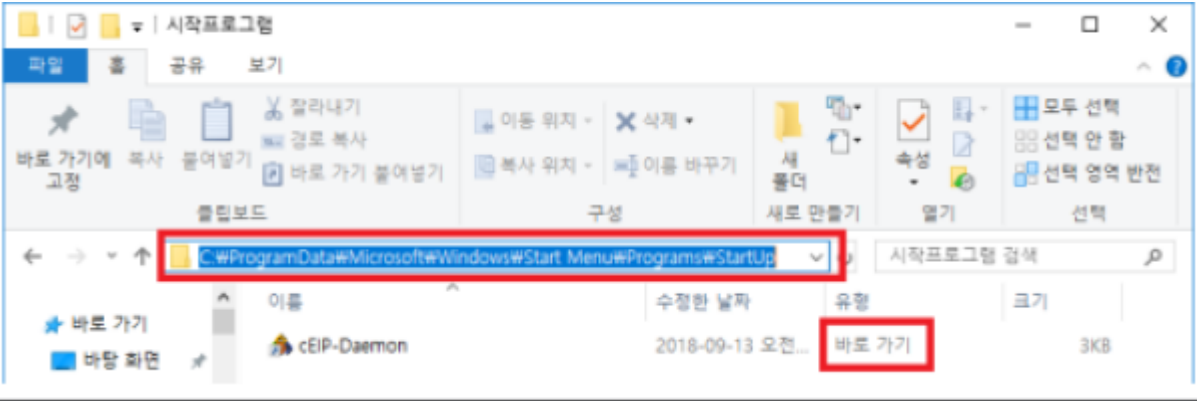 시작프로그램
파일 홈 공유 보기
바로 가기에 고정
복사
붙여넣기
잘라내기
경로 복사
바로 가기 붙여넣기
클립보드
이동 위치
복사 위치
삭제
이름 바꾸기
구성
새 폴더
새로 만들기
속성
열기
모두 선택
선택 안 함
선택 영역 반전
선택
C:₩ProgramData₩Microsoft₩Windows₩Start Menu₩Programs₩StartUp
시작프로그램 검색
바로 가기
바탕 화면
이름 수정한 날짜 유형 크기
cEIP-Daemon 2018-09-13 오전... 바로 가기 3KB